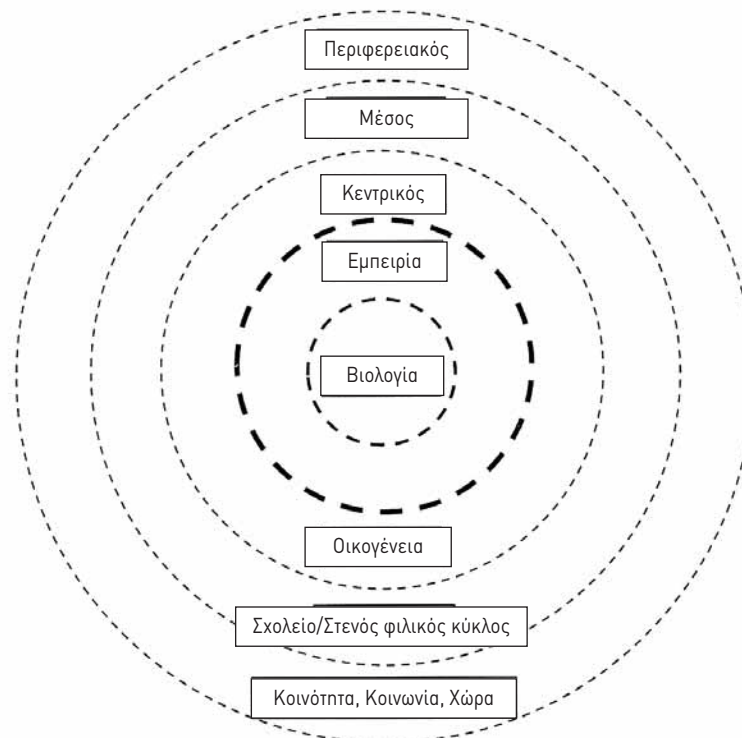 Περιφερειακός
Μέσος
Κεντρικός
Εμπειρία
Βιολογία
Οικογένεια
Σχολείο/Στενός φιλικός κύκλος
Κοινότητα, Κοινωνία, Χώρα